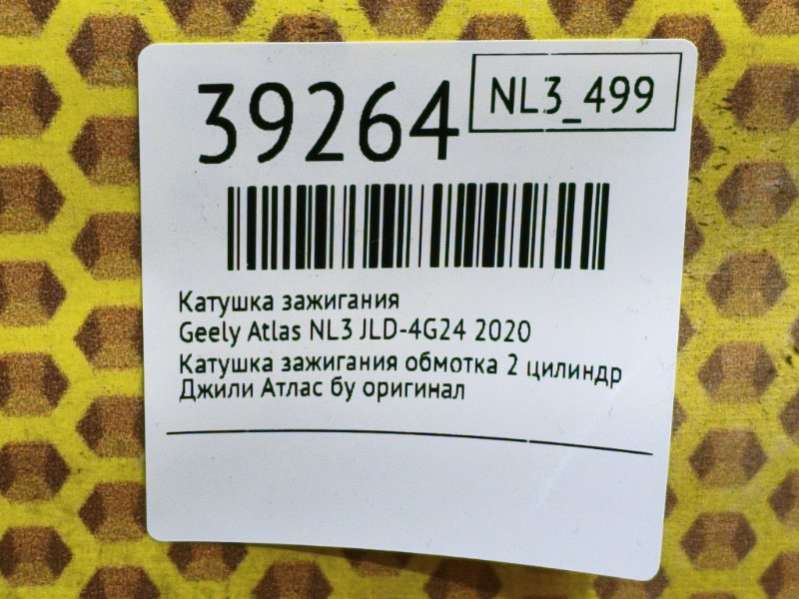 39264
NL3_499
Катушка зажигания
Geely Atlas NL3 JLD-4G24 2020
Катушка зажигания обмотка 2 цилиндр
Джили Атлас бу оригинал